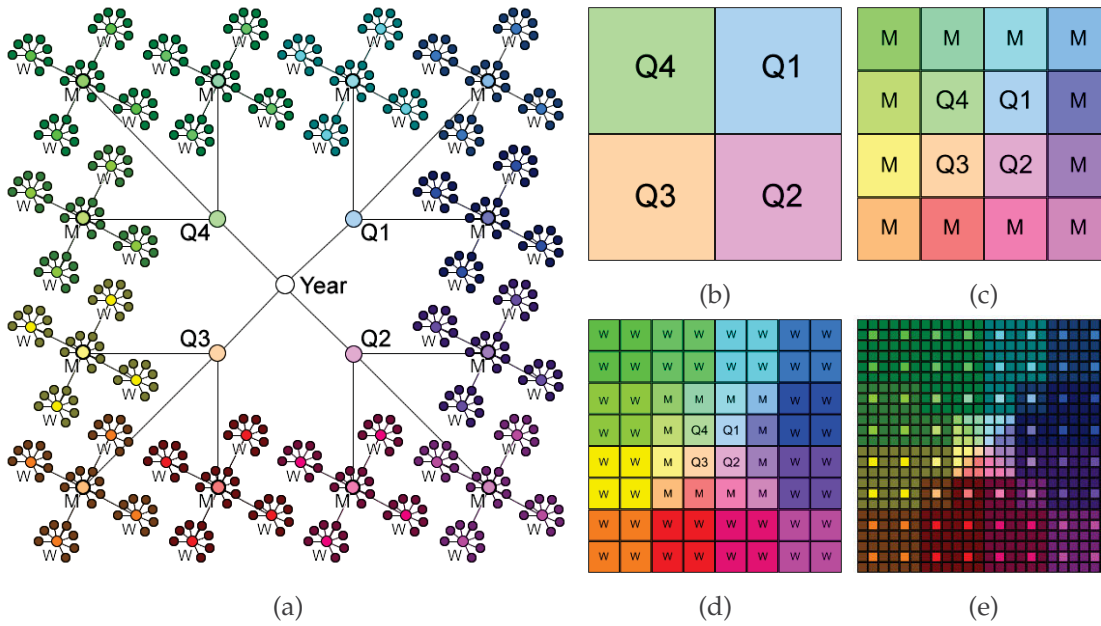 W W W W
W W W W
M M M M
W W W W
W W W W
W W
W W
M Q4 Q1 M
W W
W W
Year
W W
W W
Q3 Q2
M M
W W
W W
W W W W
W W W W
M M M M
W W W W
W W W W
(a)
Q4 Q1
Q3 Q2
(b)
M M M M
M Q4 Q1 M
M Q3 Q2 M
M M M M
(c)
W W W W W W W W
W W W W W W W W
W W M M M M W W
W W M Q4 Q1 M W W
W W M Q3 Q2 M W W
W W M M M M W W
W W W W W W W W
W W W W W W W W
(d)
(e)